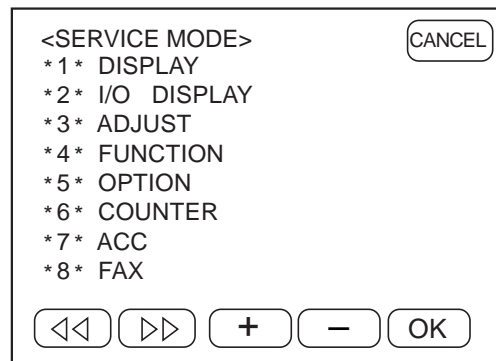 <SERVICE MODE> CANCEL
*1* DISPLAY
*2* I/O DISPLAY
*3* ADJUST
*4* FUNCTION
*5* OPTION
*6* COUNTER
*7* ACC
*8* FAX
+ − OK